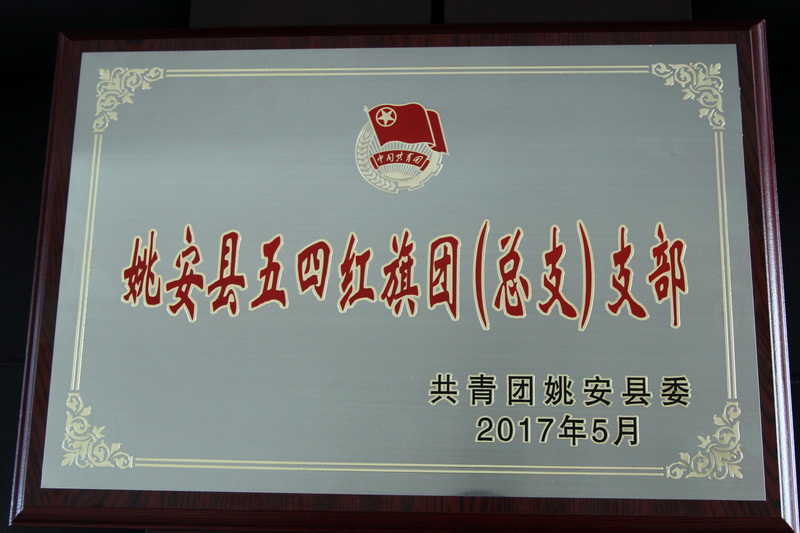 中国共青团
姚安县五四红旗团(总支)支部
共青团姚安县委
2017年5月